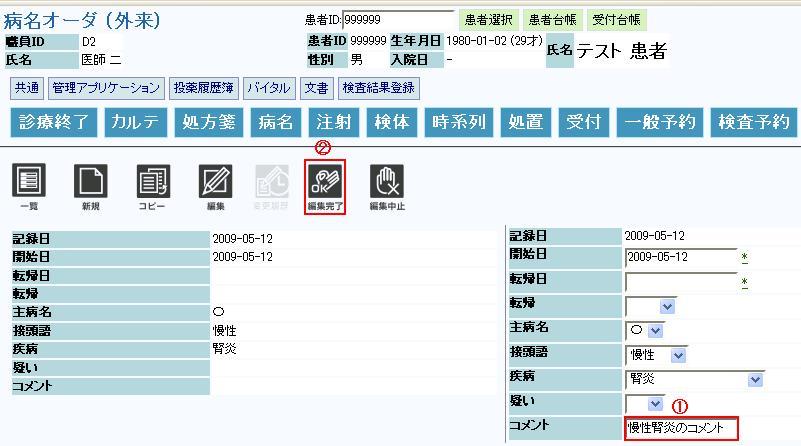 病名オーダ（外来）
患者ID: 999999 患者選択 患者台帳 受付台帳
職員ID D2
氏名 医師 二
患者ID 999999 生年月日 1980-01-02 (29才)
性別 男 入院日 -
氏名 テスト 患者
共通 管理アプリケーション 投薬履歴簿 バイタル 文書 検査結果登録
診療終了 カルテ 処方箋 病名 注射 検体 時系列 処置 受付 一般予約 検査予約
②
OK
一覧 新規 コピー 編集 変更履歴 編集完了 編集中止
記録日 2009-05-12
開始日 2009-05-12
転帰日
転帰
主病名 〇
接頭語 慢性
疾病 腎炎
疑い
コメント
記録日 2009-05-12
開始日 2009-05-12 *
転帰日 *
転帰
主病名 〇
接頭語 慢性
疾病 腎炎
疑い ①
コメント 慢性腎炎のコメント